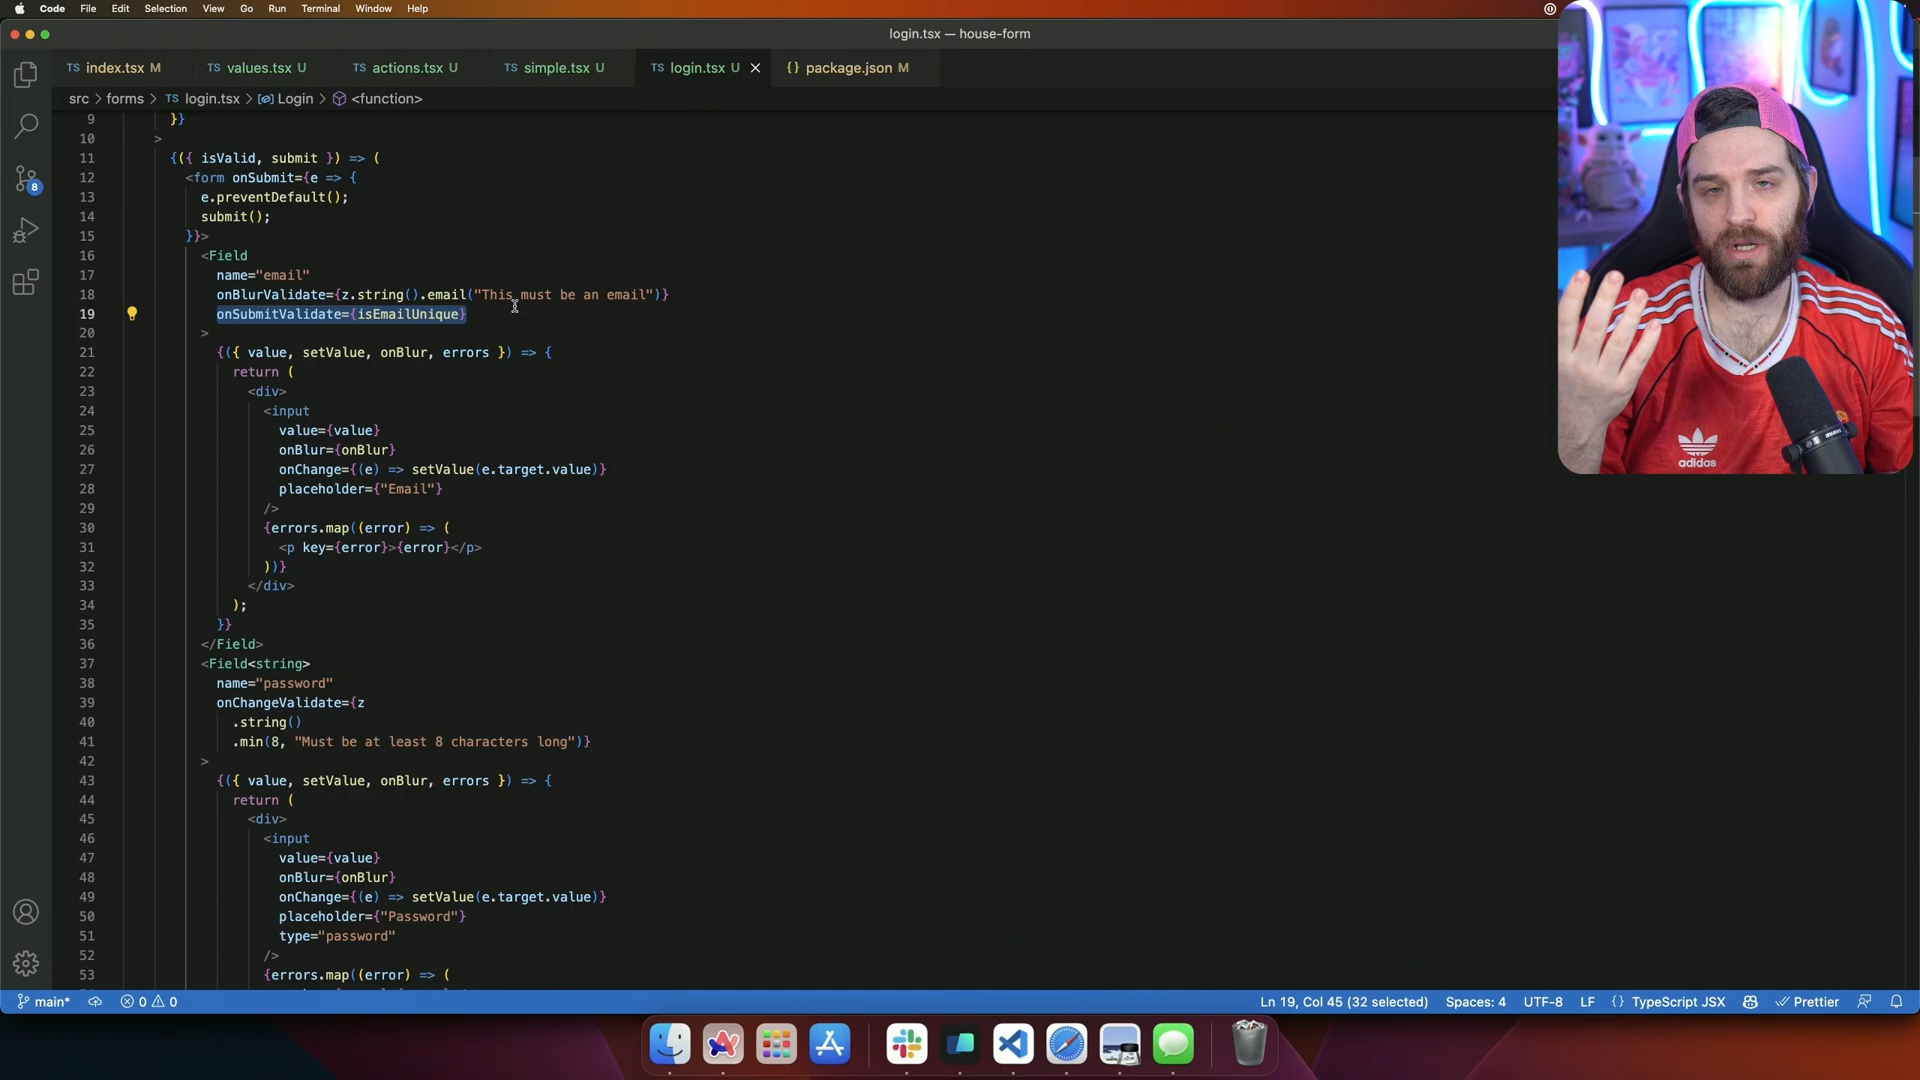 Code File Edit Selection View Go Run Terminal Window Help
login.tsx — house-form
TS index.tsx M
TS values.tsx U
TS actions.tsx U
TS simple.tsx U
TS login.tsx U
{} package.json M
src > forms > TS login.tsx > Login > <function>
9 }}
10 >
11 {({ isValid, submit }) => (
12 <form onSubmit={e => {
13 e.preventDefault();
14 submit();
15 }}>
16 <Field
17 name="email"
18 onBlurValidate={z.string().email("This must be an email")}
19 onSubmitValidate={isEmailUnique}
20 >
21 {({ value, setValue, onBlur, errors }) => {
22 return (
23 <div>
24 <input
25 value={value}
26 onBlur={onBlur}
27 onChange={(e) => setValue(e.target.value)}
28 placeholder={"Email"}
29 />
30 {errors.map((error) => (
31 <p key={error}>{error}</p>
32 ))}
33 </div>
34 );
35 }}
36 </Field>
37 <Field<string>
38 name="password"
39 onChangeValidate={z
40 .string()
41 .min(8, "Must be at least 8 characters long")}
42 >
43 {({ value, setValue, onBlur, errors }) => {
44 return (
45 <div>
46 <input
47 value={value}
48 onBlur={onBlur}
49 onChange={(e) => setValue(e.target.value)}
50 placeholder={"Password"}
51 type="password"
52 />
53 {errors.map((error) => (
8
adidas
main* 0 0
Ln 19, Col 45 (32 selected) Spaces: 4 UTF-8 LF {} TypeScript JSX Prettier